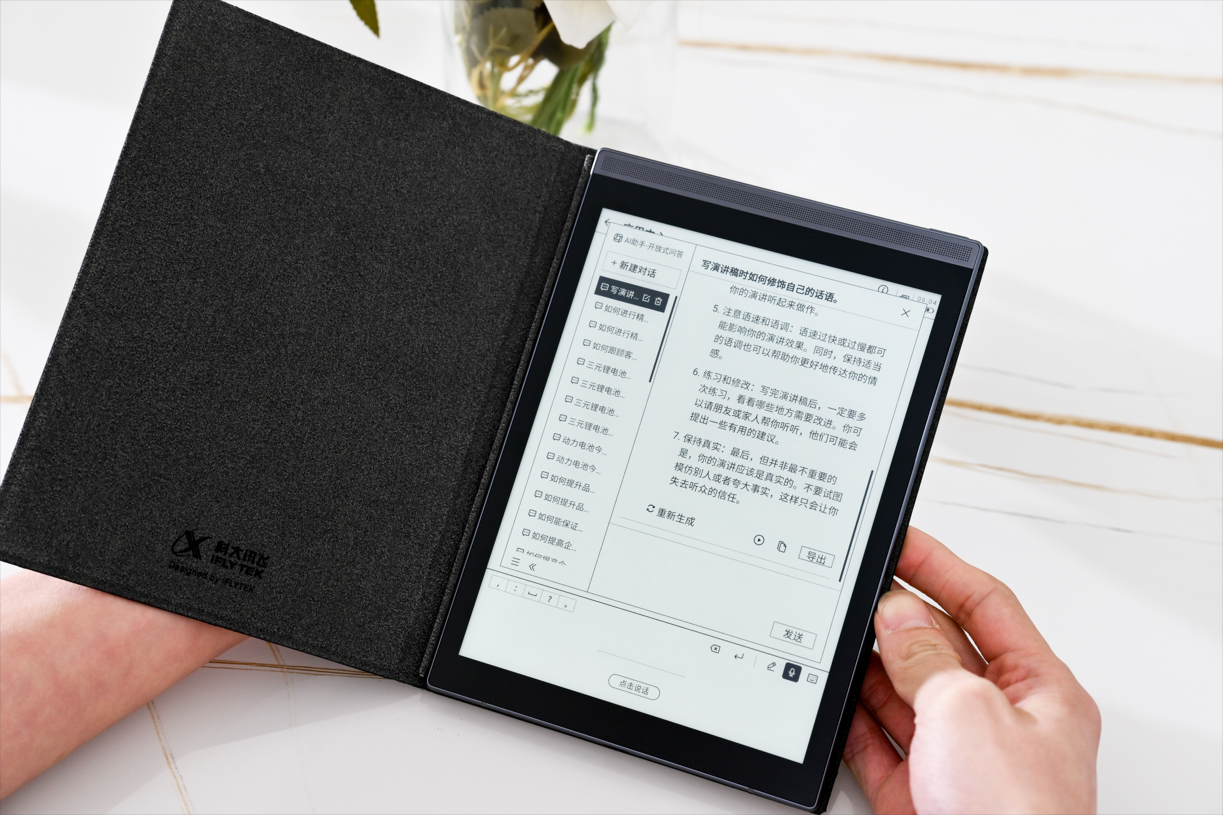 科大讯飞
iFLYTEK
Designed by iFLYTEK
AI助手-开放式问答
+ 新建对话
写演讲...
如何进行精...
如何进行精...
如何跟顾客...
三元锂电池...
三元锂电池...
三元锂电池...
三元锂电池...
动力电池今...
动力电池今...
如何提升品...
如何提升品...
如何能保证...
如何提高企...
如何提高企...
写演讲稿时如何修饰自己的话语。
06:04
你的演讲听起来做作。
5. 注意语速和语调：语速过快或过慢都可
能影响你的演讲效果。同时，保持适当
的语调也可以帮助你更好地传达你的情
感。
6. 练习和修改：写完演讲稿后，一定要多
次练习，看看哪些地方需要改进。你可
以请朋友或家人帮你听听，他们可能会
提出一些有用的建议。
7. 保持真实：最后，但并非最不重要的
是，你的演讲应该是真实的。不要试图
模仿别人或者夸大事实，这样只会让你
失去听众的信任。
重新生成
导出
发送
， ： ？ 。
点击说话